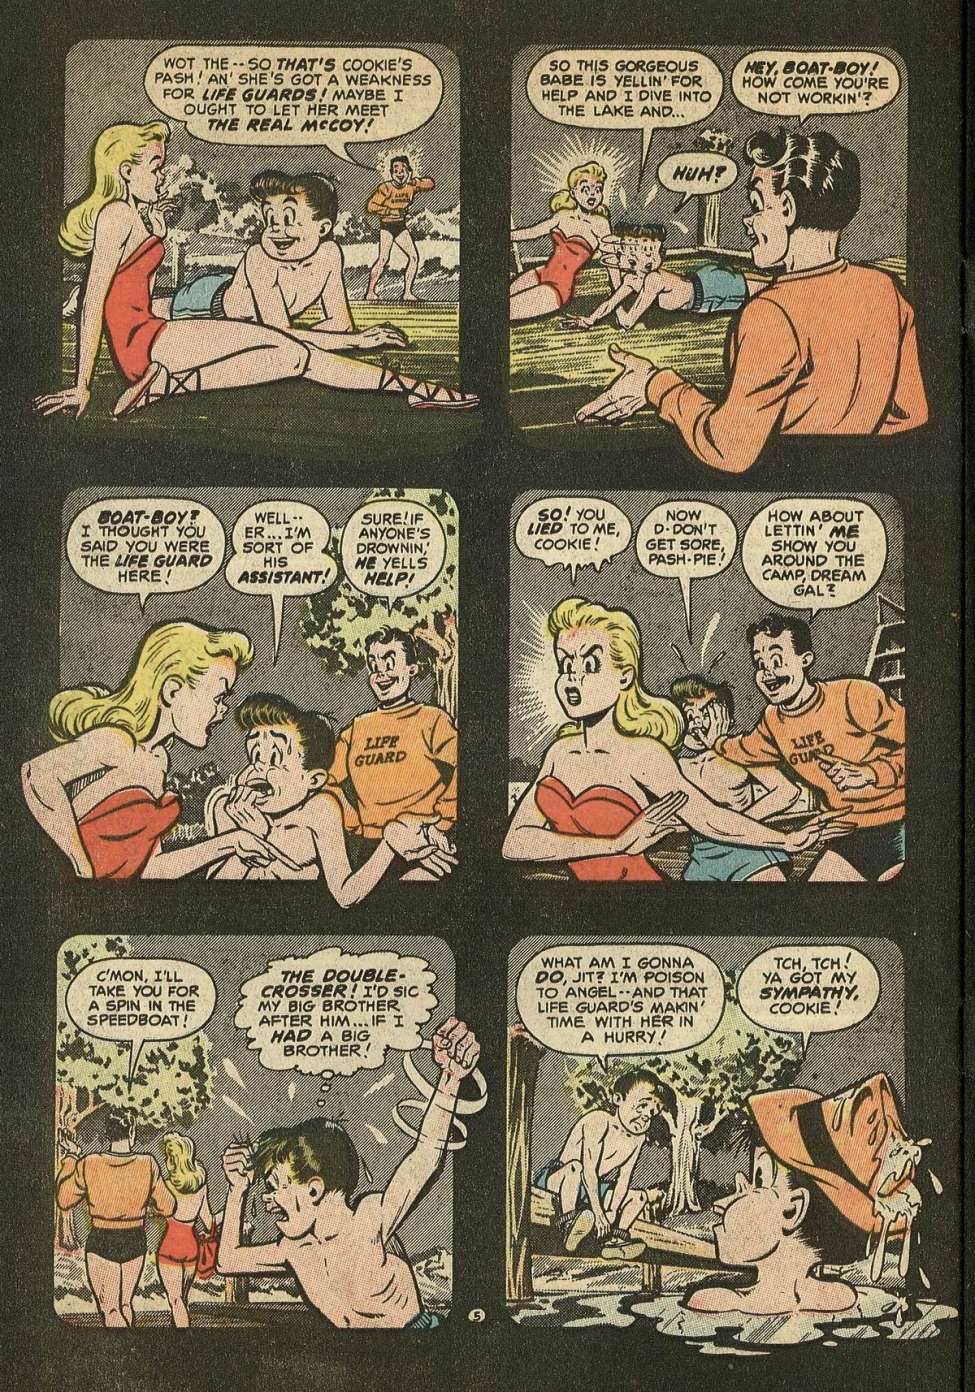 WOT THE -- SO THAT'S COOKIE'S
PASH! AN' SHE'S GOT A WEAKNESS
FOR LIFE GUARDS! MAYBE I
OUGHT TO LET HER MEET
THE REAL McCOY!
LIFE
GUARD
SO THIS GORGEOUS
BABE IS YELLIN' FOR
HELP AND I DIVE INTO
THE LAKE AND...
HEY, BOAT-BOY!
HOW COME YOU'RE
NOT WORKIN'?
HUH?
BOAT-BOY?
I THOUGHT YOU
SAID YOU WERE
THE LIFE GUARD
HERE!
WELL--
ER...I'M
SORT OF
HIS
ASSISTANT!
SURE! IF
ANYONE'S
DROWNIN,'
HE YELLS
HELP!
LIFE
GUARD
SO! YOU
LIED TO ME,
COOKIE!
NOW
D-DON'T
GET SORE,
PASH-PIE!
HOW ABOUT
LETTIN' ME
SHOW YOU
AROUND THE
CAMP, DREAM
GAL?
LIFE
GUARD
C'MON, I'LL
TAKE YOU FOR
A SPIN IN THE
SPEEDBOAT!
THE DOUBLE-
CROSSER! I'D SIC
MY BIG BROTHER
AFTER HIM...IF I
HAD A BIG
BROTHER!
WHAT AM I GONNA
DO, JIT? I'M POISON
TO ANGEL--AND THAT
LIFE GUARD'S MAKIN'
TIME WITH HER IN
A HURRY!
TCH, TCH!
YA GOT MY
SYMPATHY,
COOKIE!
5